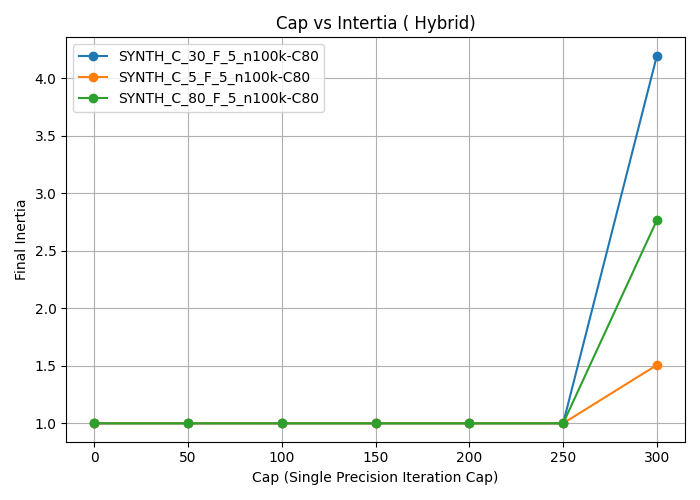 Cap vs Intertia ( Hybrid)
SYNTH_C_30_F_5_n100k-C80
SYNTH_C_5_F_5_n100k-C80
SYNTH_C_80_F_5_n100k-C80
Final Inertia
4.0
3.5
3.0
2.5
2.0
1.5
1.0
0 50 100 150 200 250 300
Cap (Single Precision Iteration Cap)